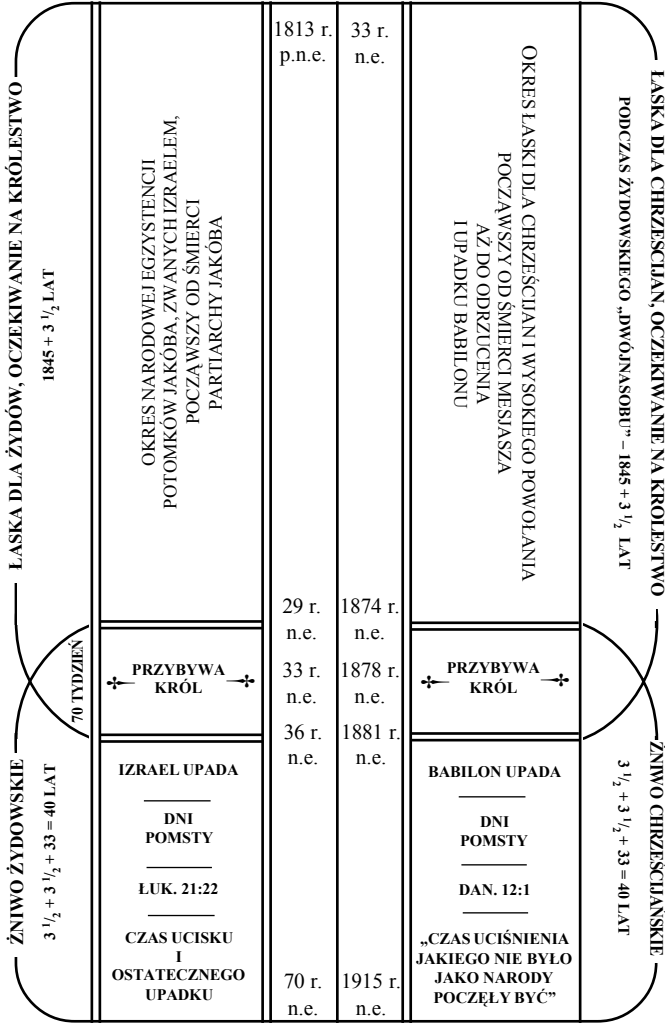 ŁASKA DLA ŻYDÓW, OCZEKIWANIE NA KRÓLESTWO
1845 + 3 1/2 LAT
OKRES NARODOWEJ EGZYSTENCJI
POTOMKÓW JAKÓBA, ZWANYCH IZRAELEM,
POCZĄWSZY OD ŚMIERCI
PARTIARCHY JAKÓBA
1813 r.
p.n.e.
33 r.
n.e.
OKRES ŁASKI DLA CHRZEŚCIJAN I WYSOKIEGO POWOŁANIA
POCZĄWSZY OD ŚMIERCI MESJASZA
AŻ DO ODRZUCENIA
I UPADKU BABILONU
PODCZAS ŻYDOWSKIEGO „DWÓJNASOBU” – 1845 + 3 1/2 LAT
ŁASKA DLA CHRZEŚCIJAN, OCZEKIWANIE NA KROLESTWO
29 r.
n.e.
1874 r.
n.e.
70 TYDZIEŃ
PRZYBYWA
KRÓL
33 r.
n.e.
1878 r.
n.e.
PRZYBYWA
KRÓL
36 r.
n.e.
1881 r.
n.e.
ŻNIWO ŻYDOWSKIE
3 1/2 + 3 1/2 + 33 = 40 LAT
IZRAEL UPADA
DNI
POMSTY
ŁUK. 21:22
CZAS UCISKU
I
OSTATECZNEGO
UPADKU
70 r.
n.e.
1915 r.
n.e.
BABILON UPADA
DNI
POMSTY
DAN. 12:1
„CZAS UCIŚNIENIA
JAKIEGO NIE BYŁO
JAKO NARODY
POCZĘŁY BYĆ”
3 1/2 + 3 1/2 + 33 = 40 LAT
ŻNIWO CHRZEŚCIJAŃSKIE